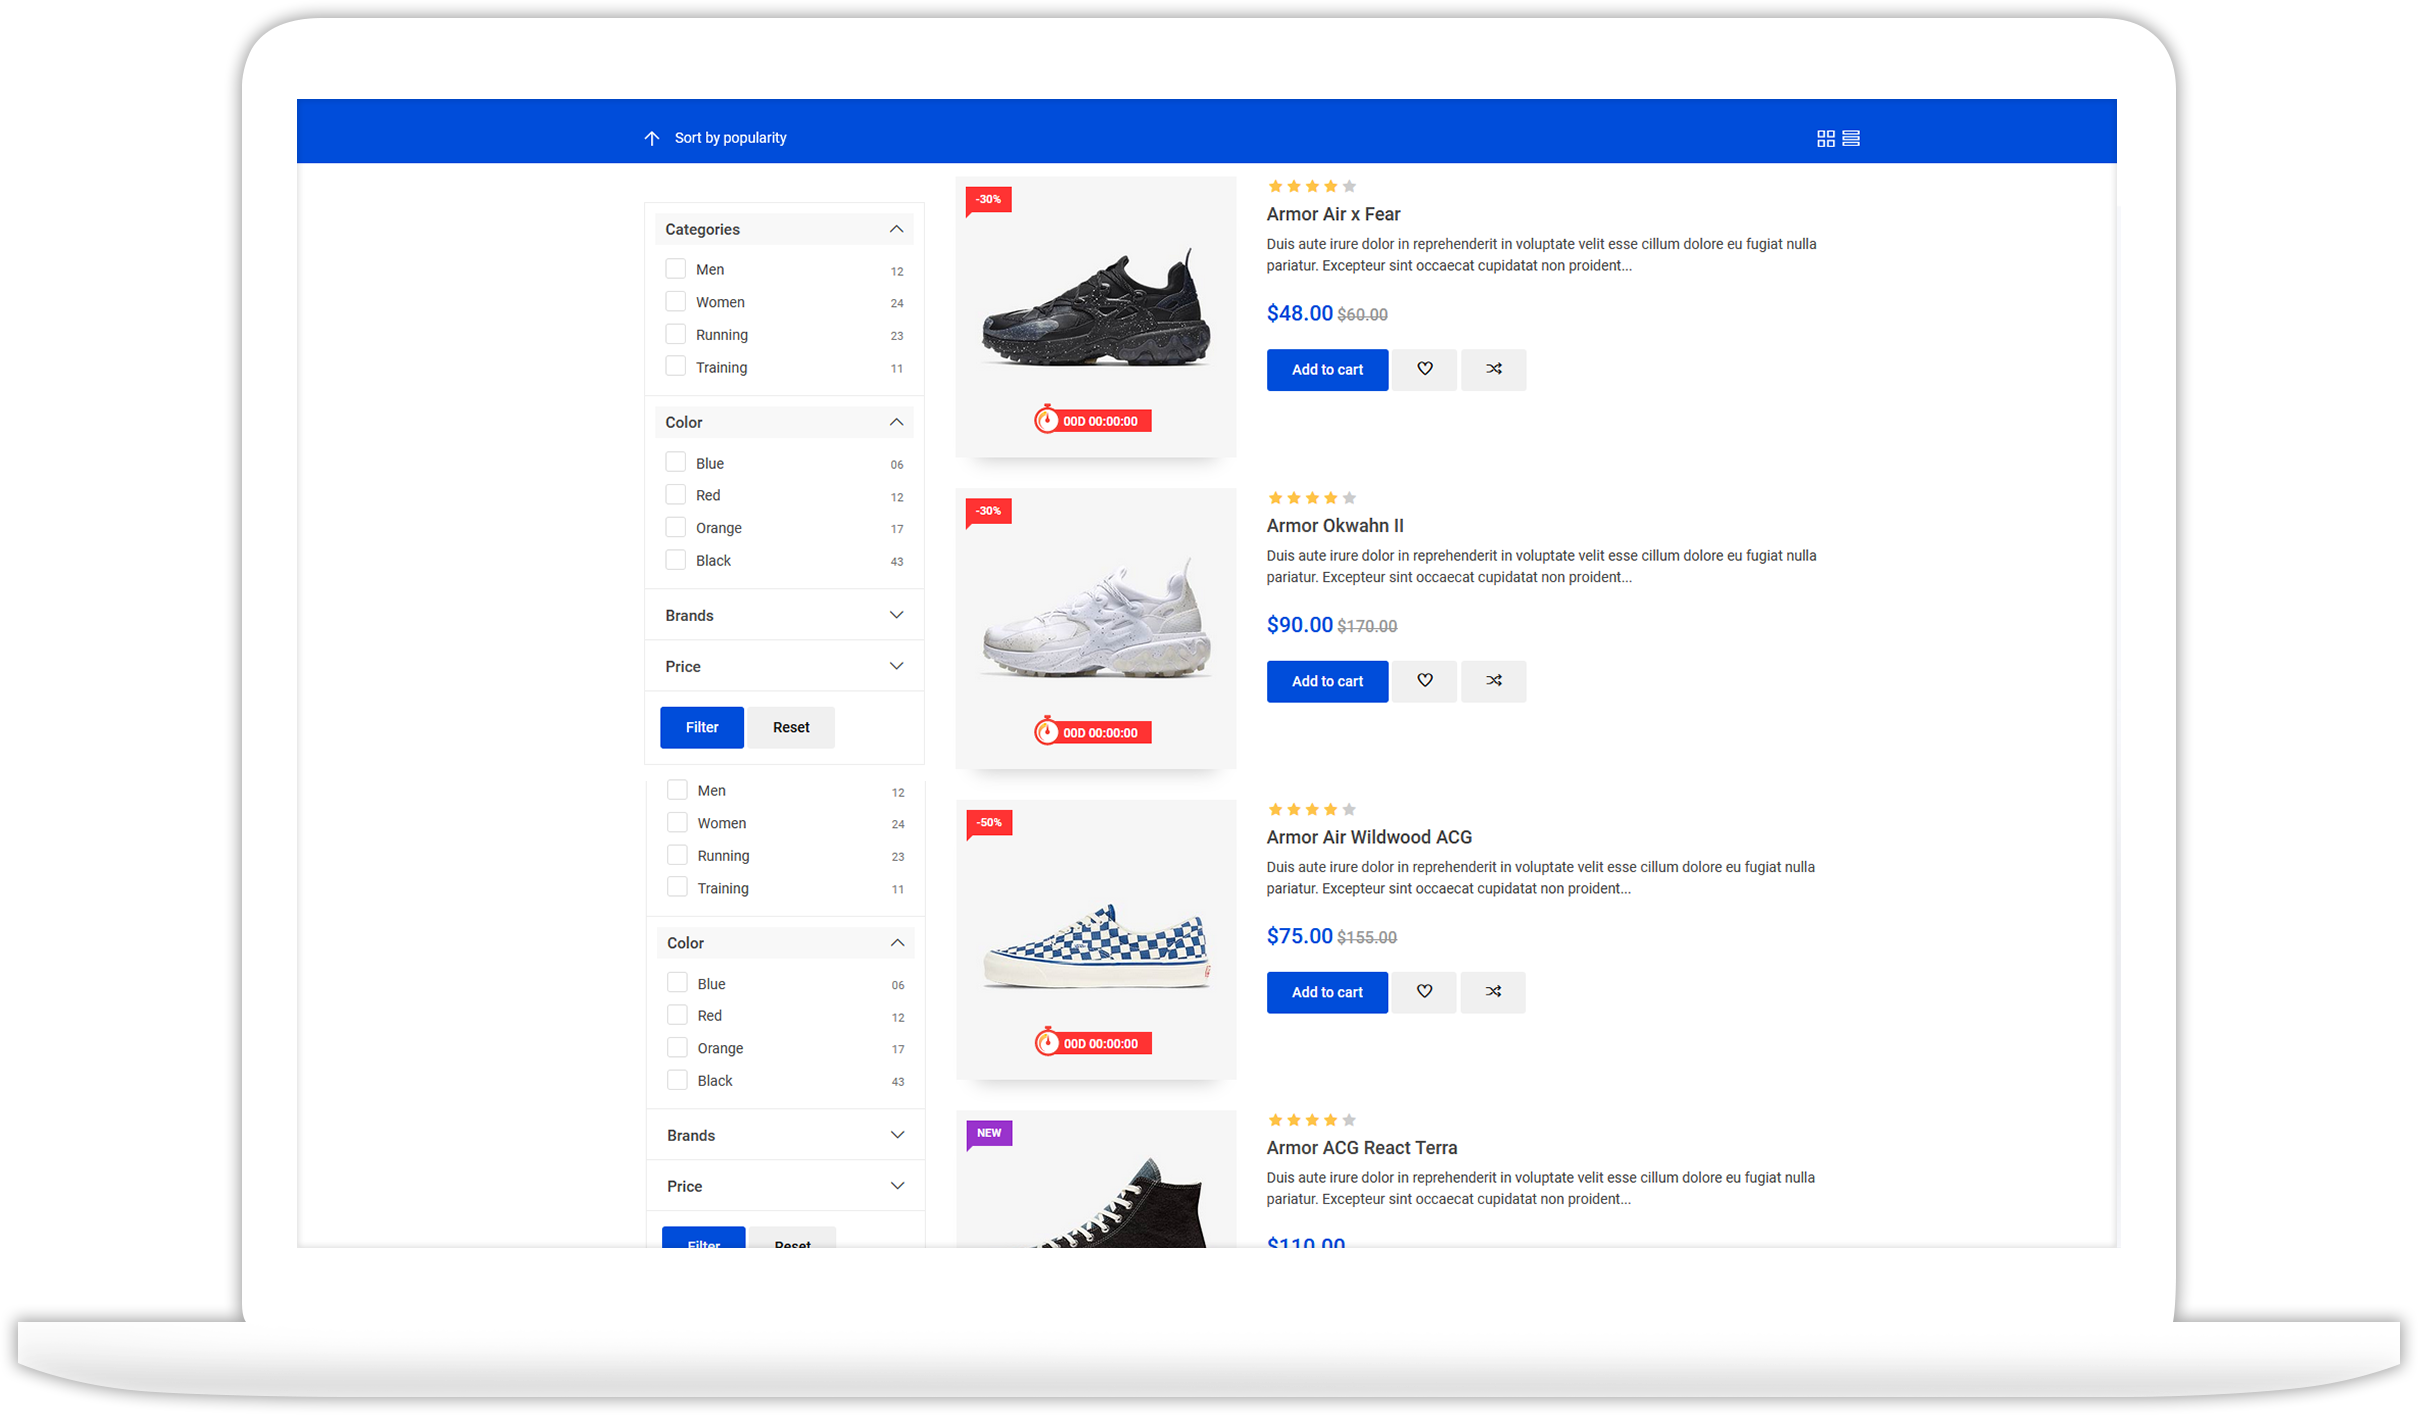 Sort by popularity
Categories
Men 12
Women 24
Running 23
Training 11
Color
Blue 06
Red 12
Orange 17
Black 43
Brands
Price
Filter Reset
Men 12
Women 24
Running 23
Training 11
Color
Blue 06
Red 12
Orange 17
Black 43
Brands
Price
Filter Reset
-30%
00D 00:00:00
Armor Air x Fear
Duis aute irure dolor in reprehenderit in voluptate velit esse cillum dolore eu fugiat nulla
pariatur. Excepteur sint occaecat cupidatat non proident...
$48.00 $60.00
Add to cart
-30%
00D 00:00:00
Armor Okwahn II
Duis aute irure dolor in reprehenderit in voluptate velit esse cillum dolore eu fugiat nulla
pariatur. Excepteur sint occaecat cupidatat non proident...
$90.00 $170.00
Add to cart
-50%
00D 00:00:00
Armor Air Wildwood ACG
Duis aute irure dolor in reprehenderit in voluptate velit esse cillum dolore eu fugiat nulla
pariatur. Excepteur sint occaecat cupidatat non proident...
$75.00 $155.00
Add to cart
NEW
Armor ACG React Terra
Duis aute irure dolor in reprehenderit in voluptate velit esse cillum dolore eu fugiat nulla
pariatur. Excepteur sint occaecat cupidatat non proident...
$110.00